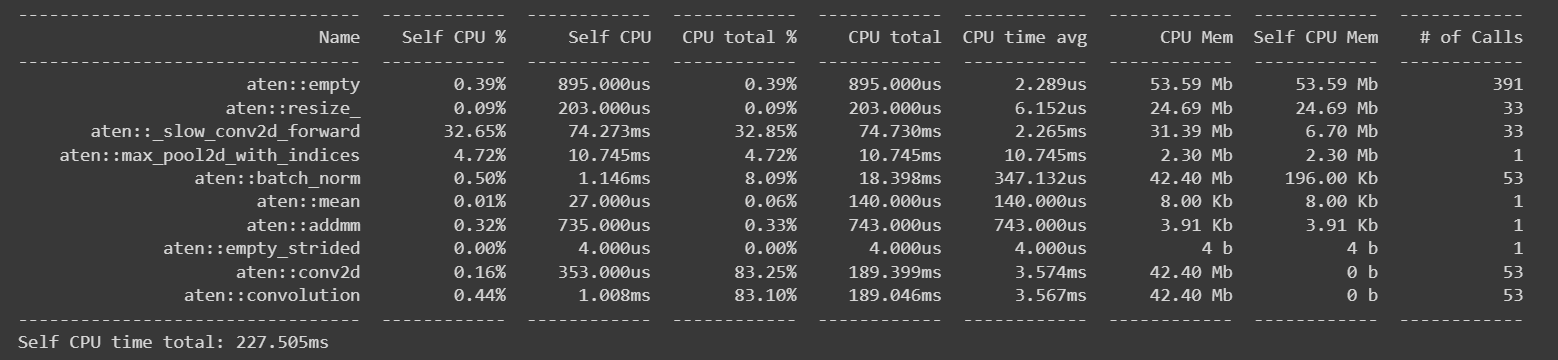 ---------------------------------  ------------  ------------  ------------  ------------  ------------  ------------  ------------  ------------
Name    Self CPU %      Self CPU   CPU total %     CPU total  CPU time avg       CPU Mem  Self CPU Mem    # of Calls
---------------------------------  ------------  ------------  ------------  ------------  ------------  ------------  ------------  ------------
aten::empty         0.39%     895.000us         0.39%     895.000us       2.289us      53.59 Mb      53.59 Mb           391
aten::resize_         0.09%     203.000us         0.09%     203.000us       6.152us      24.69 Mb      24.69 Mb            33
aten::_slow_conv2d_forward        32.65%      74.273ms        32.85%      74.730ms       2.265ms      31.39 Mb       6.70 Mb            33
aten::max_pool2d_with_indices         4.72%      10.745ms         4.72%      10.745ms      10.745ms       2.30 Mb       2.30 Mb             1
aten::batch_norm         0.50%       1.146ms         8.09%      18.398ms     347.132us      42.40 Mb     196.00 Kb            53
aten::mean         0.01%      27.000us         0.06%     140.000us     140.000us       8.00 Kb       8.00 Kb             1
aten::addmm         0.32%     735.000us         0.33%     743.000us     743.000us       3.91 Kb       3.91 Kb             1
aten::empty_strided         0.00%       4.000us         0.00%       4.000us       4.000us           4 b           4 b             1
aten::conv2d         0.16%     353.000us        83.25%     189.399ms       3.574ms      42.40 Mb           0 b            53
aten::convolution         0.44%       1.008ms        83.10%     189.046ms       3.567ms      42.40 Mb           0 b            53
---------------------------------  ------------  ------------  ------------  ------------  ------------  ------------  ------------  ------------
Self CPU time total: 227.505ms